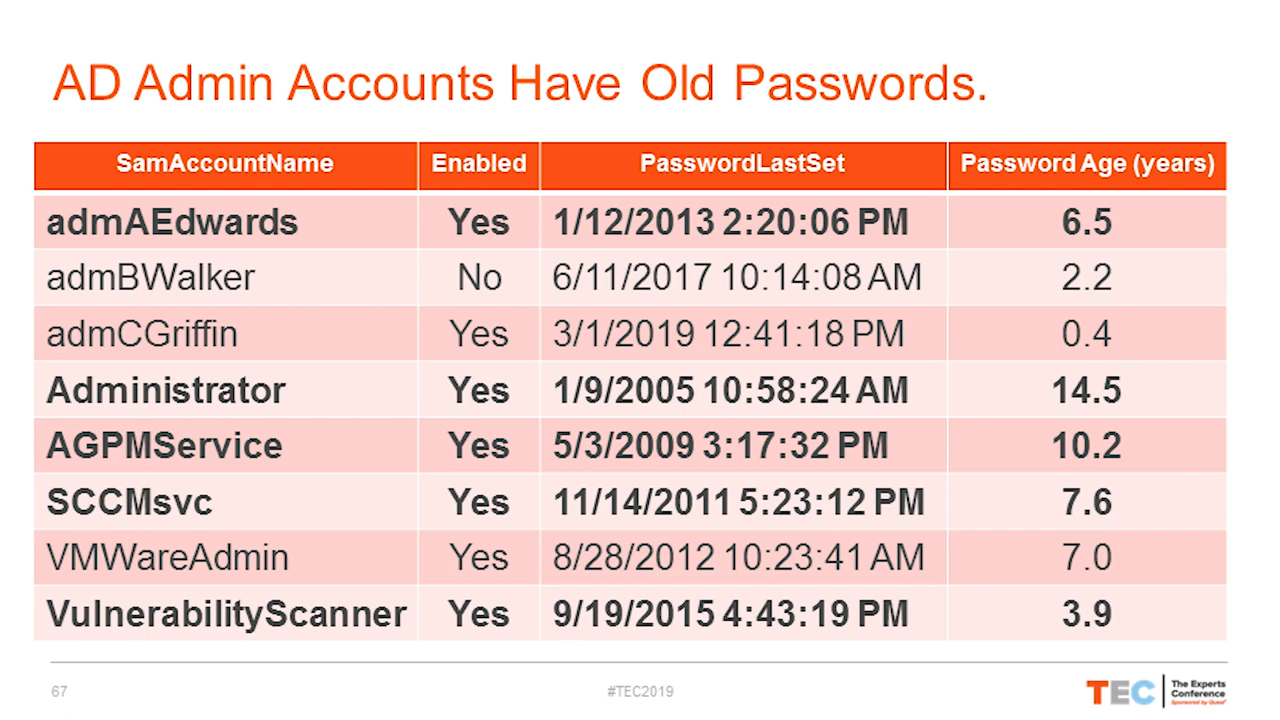 AD Admin Accounts Have Old Passwords.
SamAccountName Enabled PasswordLastSet Password Age (years)
admAEdwards Yes 1/12/2013 2:20:06 PM 6.5
admBWalker No 6/11/2017 10:14:08 AM 2.2
admCGriffin Yes 3/1/2019 12:41:18 PM 0.4
Administrator Yes 1/9/2005 10:58:24 AM 14.5
AGPMService Yes 5/3/2009 3:17:32 PM 10.2
SCCMsvc Yes 11/14/2011 5:23:12 PM 7.6
VMWareAdmin Yes 8/28/2012 10:23:41 AM 7.0
VulnerabilityScanner Yes 9/19/2015 4:43:19 PM 3.9
67 #TEC2019 TEC The Experts
Conference
Sponsored by Quest